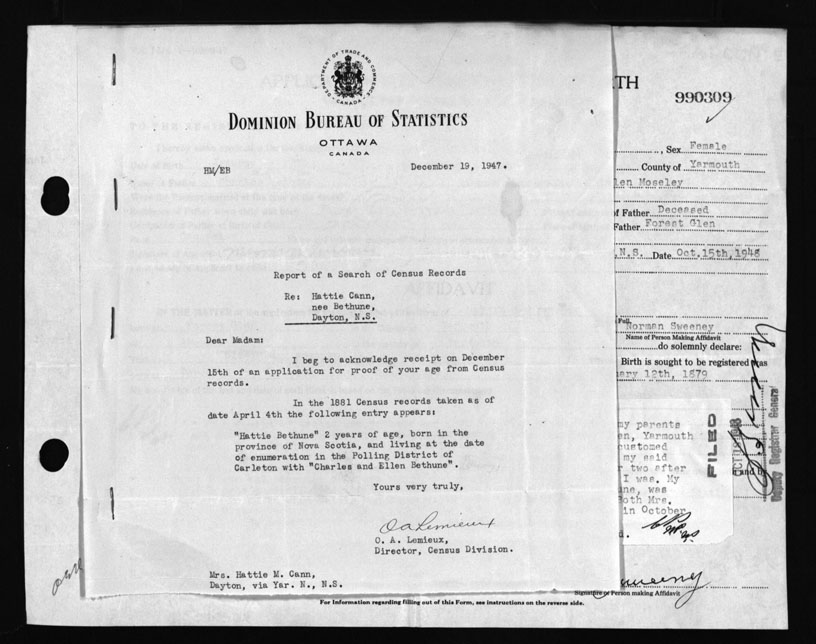 DEPARTMENT OF TRADE AND COMMERCE
CANADA
DOMINION BUREAU OF STATISTICS
OTTAWA
CANADA
HM/EB
December 19, 1947.
Report of a Search of Census Records
Re: Hattie Cann,
nee Bethune,
Dayton, N.S.
Dear Madam:
I beg to acknowledge receipt on December
15th of an application for proof of your age from Census
records.
In the 1881 Census records taken as of
date April 4th the following entry appears:
"Hattie Bethune" 2 years of age, born in the
province of Nova Scotia, and living at the date
of enumeration in the Polling District of
Carleton with "Charles and Ellen Bethune".
Yours very truly,
O A Lemieux
O. A. Lemieux,
Director, Census Division.
Mrs. Hattie M. Cann,
Dayton, via Yar. N., N.S.
TH
990309
Sex Female
County of Yarmouth
len Moseley
of Father Deceased
Father Forest Glen
N.S. Date Oct.15th,1948
Norman Sweeney
Name of Person Making Affidavit
do solemnly declare:
Birth is sought to be registered was
ary 12th, 1879
my parents
en, Yarmouth
customed
my said
r two after
I was. My
une, was
oth Mrs.
in October
d.
FILED
Deputy Registrar General
Sweeney
Signature of Person making Affidavit
For Information regarding filling out of this Form, see instructions on the reverse side.